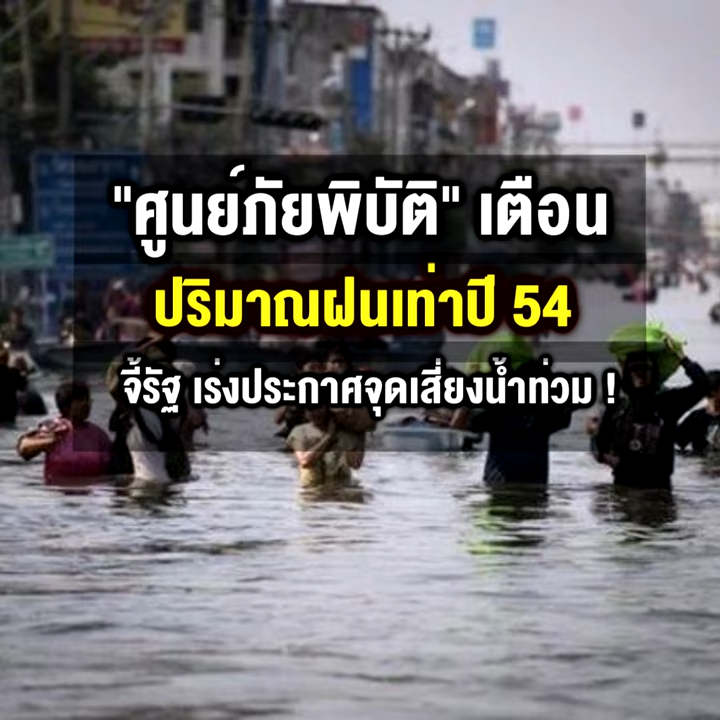 "ศูนย์ภัยพิบัติ" เตือน
ปริมาณฝนเท่าปี 54
จี้รัฐ เร่งประกาศจุดเสี่ยงน้ำท่วม !